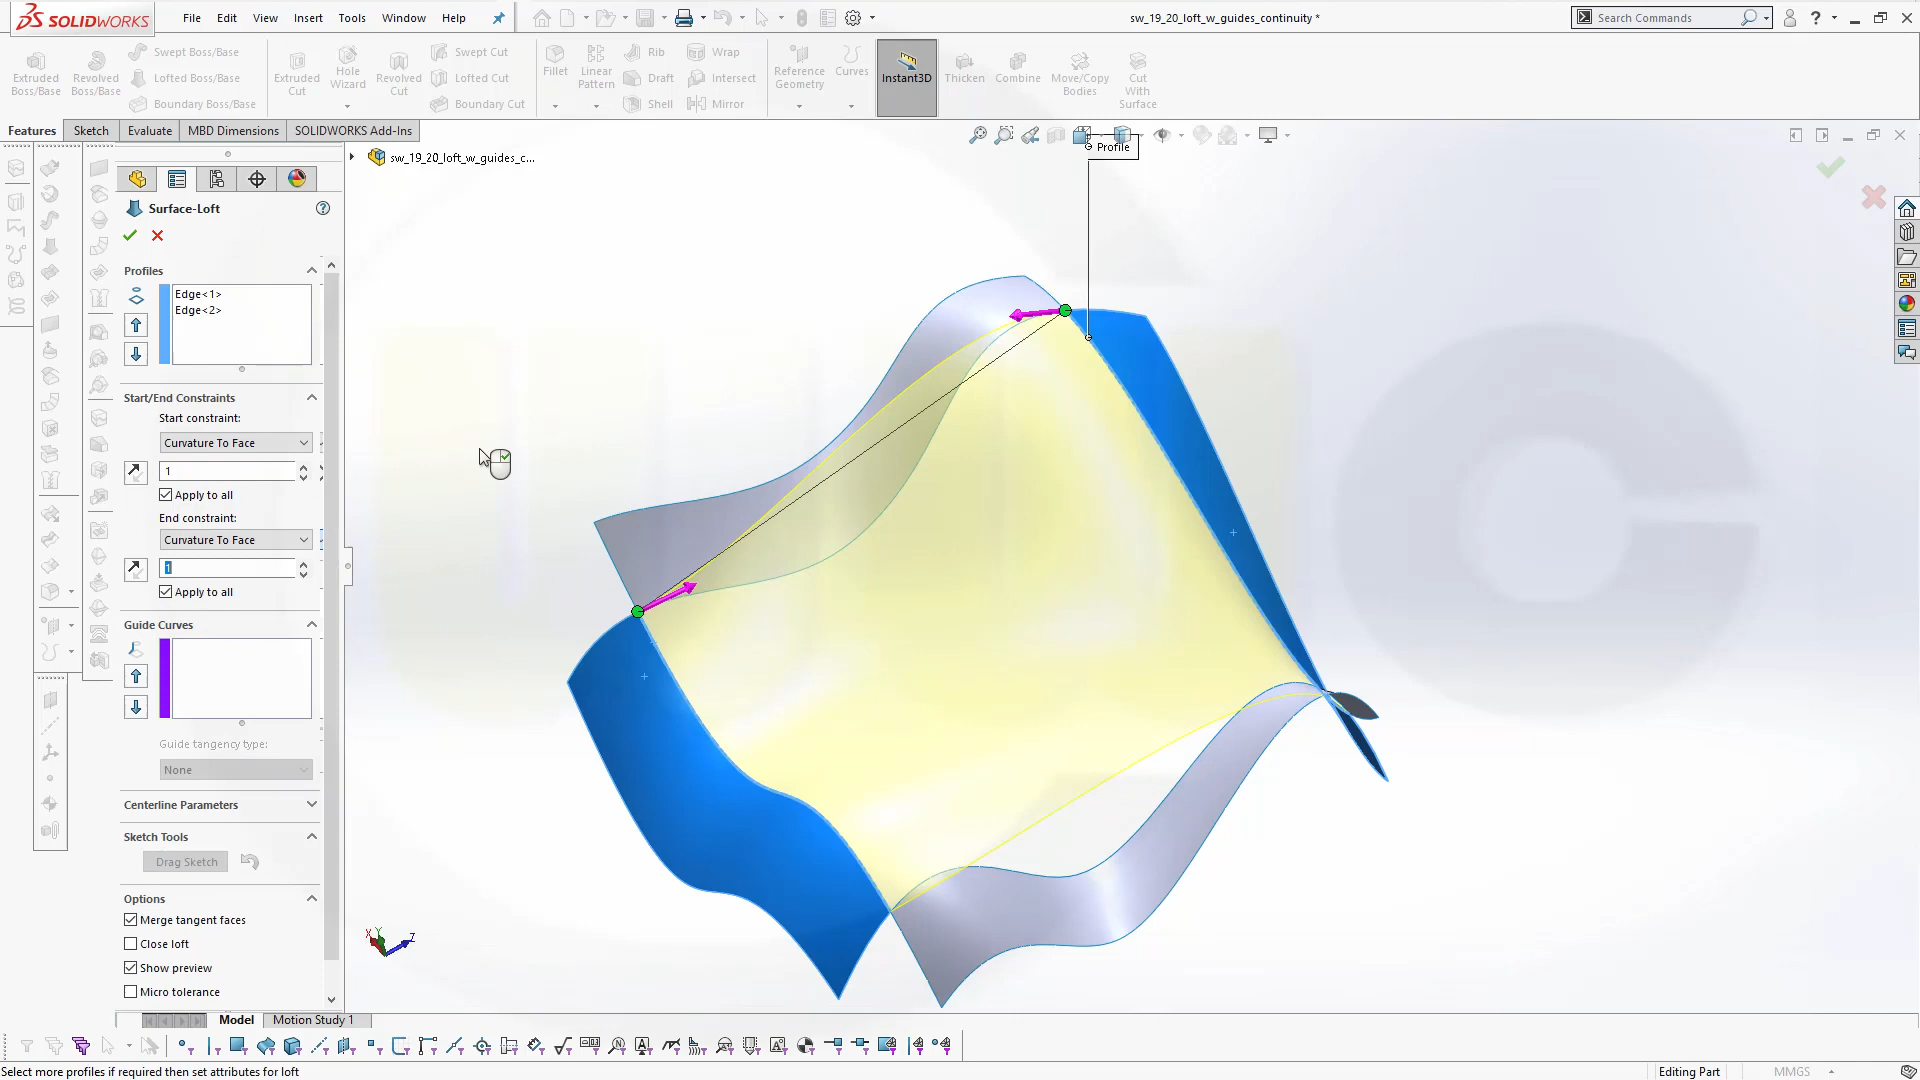 SOLIDWORKS
File Edit View Insert Tools Window Help
sw_19_20_loft_w_guides_continuity *
Search Commands
Extruded Boss/Base
Revolved Boss/Base
Swept Boss/Base
Lofted Boss/Base
Boundary Boss/Base
Extruded Cut
Hole Wizard
Revolved Cut
Swept Cut
Lofted Cut
Boundary Cut
Fillet
Linear Pattern
Rib
Draft
Shell
Wrap
Intersect
Mirror
Reference Geometry
Curves
Instant3D
Thicken
Combine
Move/Copy Bodies
Cut With Surface
Features Sketch Evaluate MBD Dimensions SOLIDWORKS Add-Ins
sw_19_20_loft_w_guides_c...
Profile
Surface-Loft
Profiles
Edge<1>
Edge<2>
Start/End Constraints
Start constraint:
Curvature To Face
1
Apply to all
End constraint:
Curvature To Face
1
Apply to all
Guide Curves
Guide tangency type:
None
Centerline Parameters
Sketch Tools
Drag Sketch
Options
Merge tangent faces
Close loft
Show preview
Micro tolerance
X Y Z
Model Motion Study 1
Select more profiles if required then set attributes for loft
Editing Part
MMGS